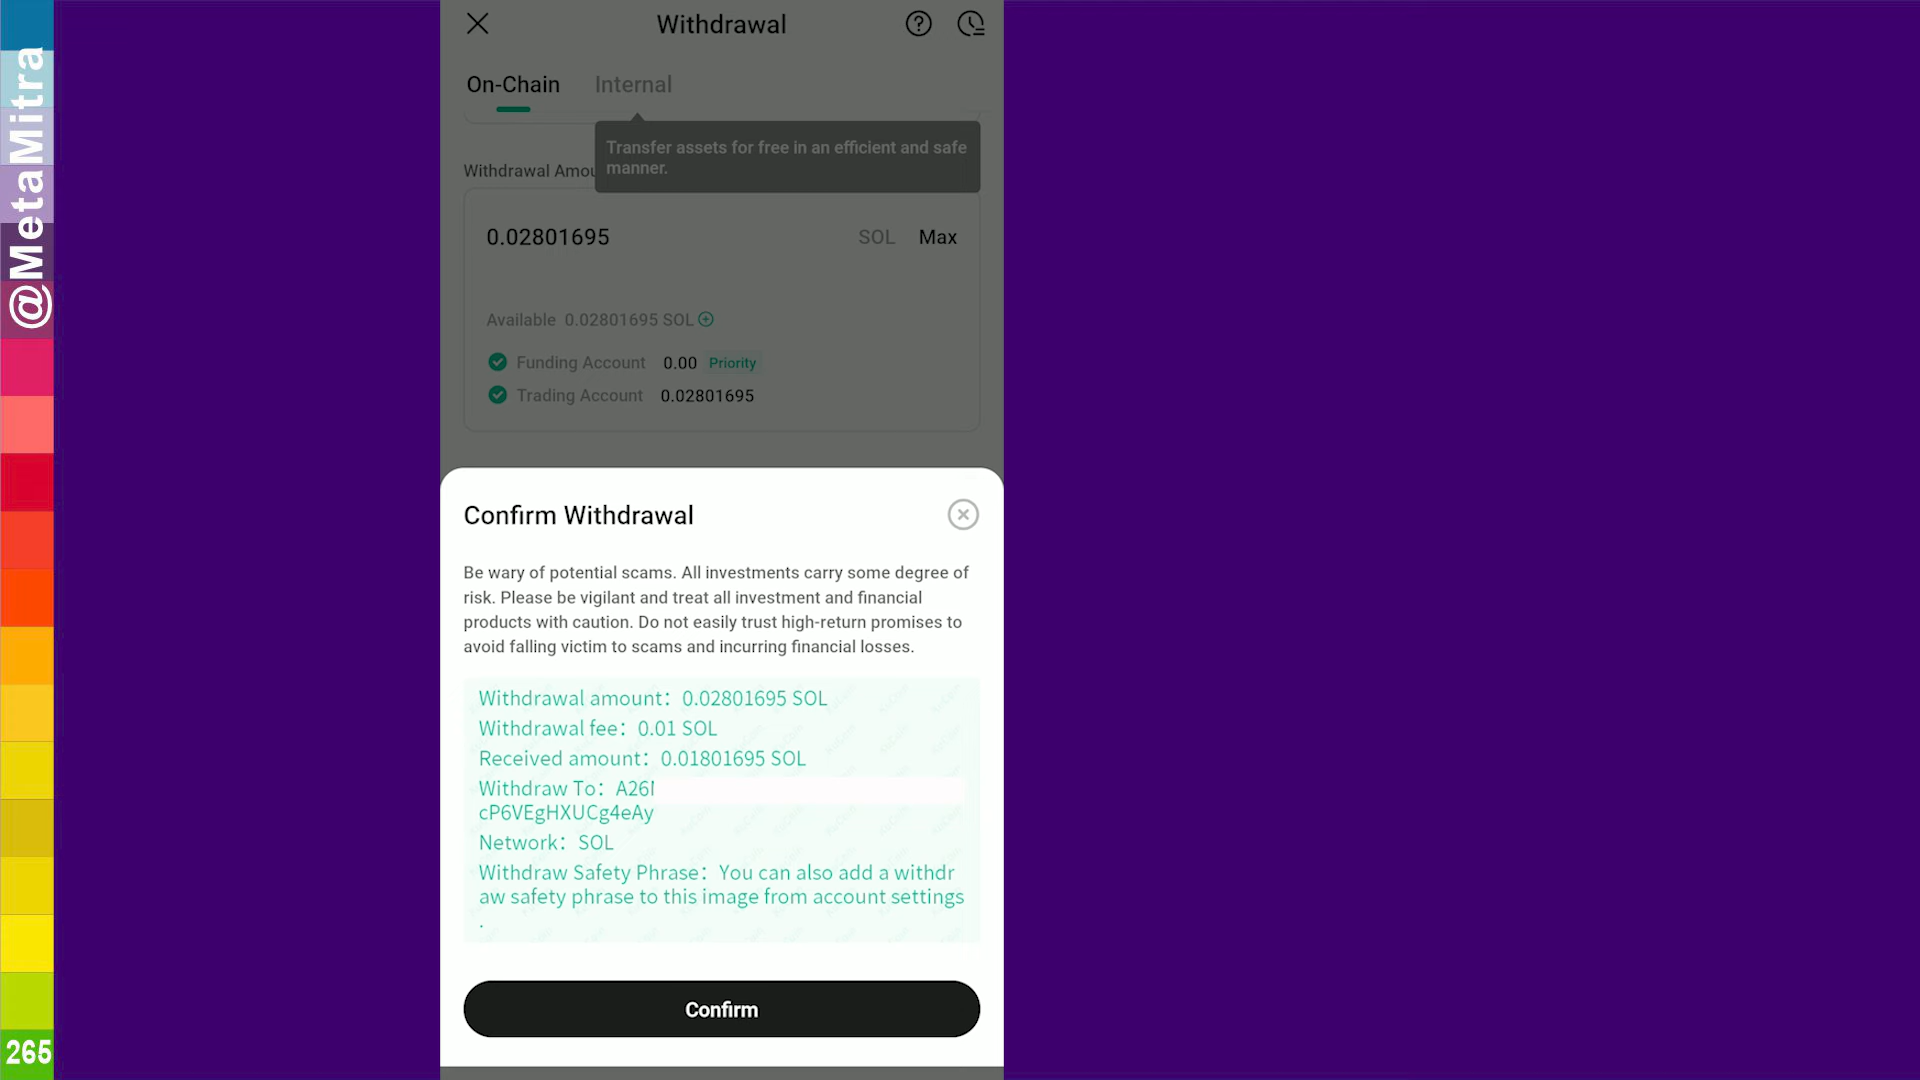 @MetaMitra
265
Withdrawal
On-Chain Internal
Transfer assets for free in an efficient and safe
manner.
Withdrawal Amou
0.02801695 SOL Max
Available 0.02801695 SOL
Funding Account 0.00 Priority
Trading Account 0.02801695
Confirm Withdrawal
Be wary of potential scams. All investments carry some degree of
risk. Please be vigilant and treat all investment and financial
products with caution. Do not easily trust high-return promises to
avoid falling victim to scams and incurring financial losses.
Withdrawal amount: 0.02801695 SOL
Withdrawal fee: 0.01 SOL
Received amount: 0.01801695 SOL
Withdraw To: A26
cP6VEgHXUCg4eAy
Network: SOL
Withdraw Safety Phrase: You can also add a withdr
aw safety phrase to this image from account settings
.
Confirm